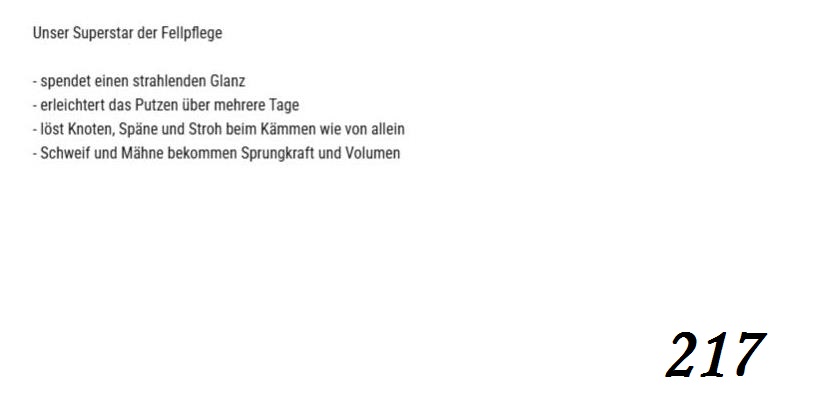 Unser Superstar der Fellpflege
- spendet einen strahlenden Glanz
- erleichtert das Putzen über mehrere Tage
- löst Knoten, Späne und Stroh beim Kämmen wie von allein
- Schweif und Mähne bekommen Sprungkraft und Volumen
217